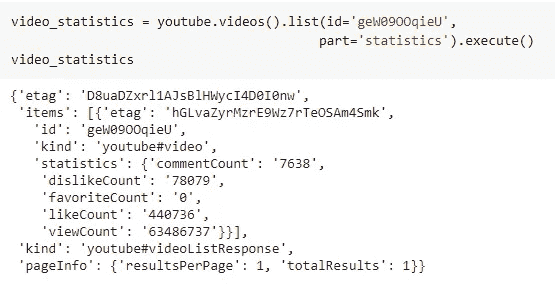 video_statistics = youtube.videos().list(id='geW09OOqieU',
part='statistics').execute()
video_statistics
{'etag': 'D8uaDZxrl1AJsBlHWycI4D0I0nw',
'items': [{'etag': 'hGLvaZyrMzrE9Wz7rTeOSAm4Smk',
'id': 'geW09OOqieU',
'kind': 'youtube#video',
'statistics': {'commentCount': '7638',
'dislikeCount': '78079',
'favoriteCount': '0',
'likeCount': '440736',
'viewCount': '63486737'}}],
'kind': 'youtube#videoListResponse',
'pageInfo': {'resultsPerPage': 1, 'totalResults': 1}}